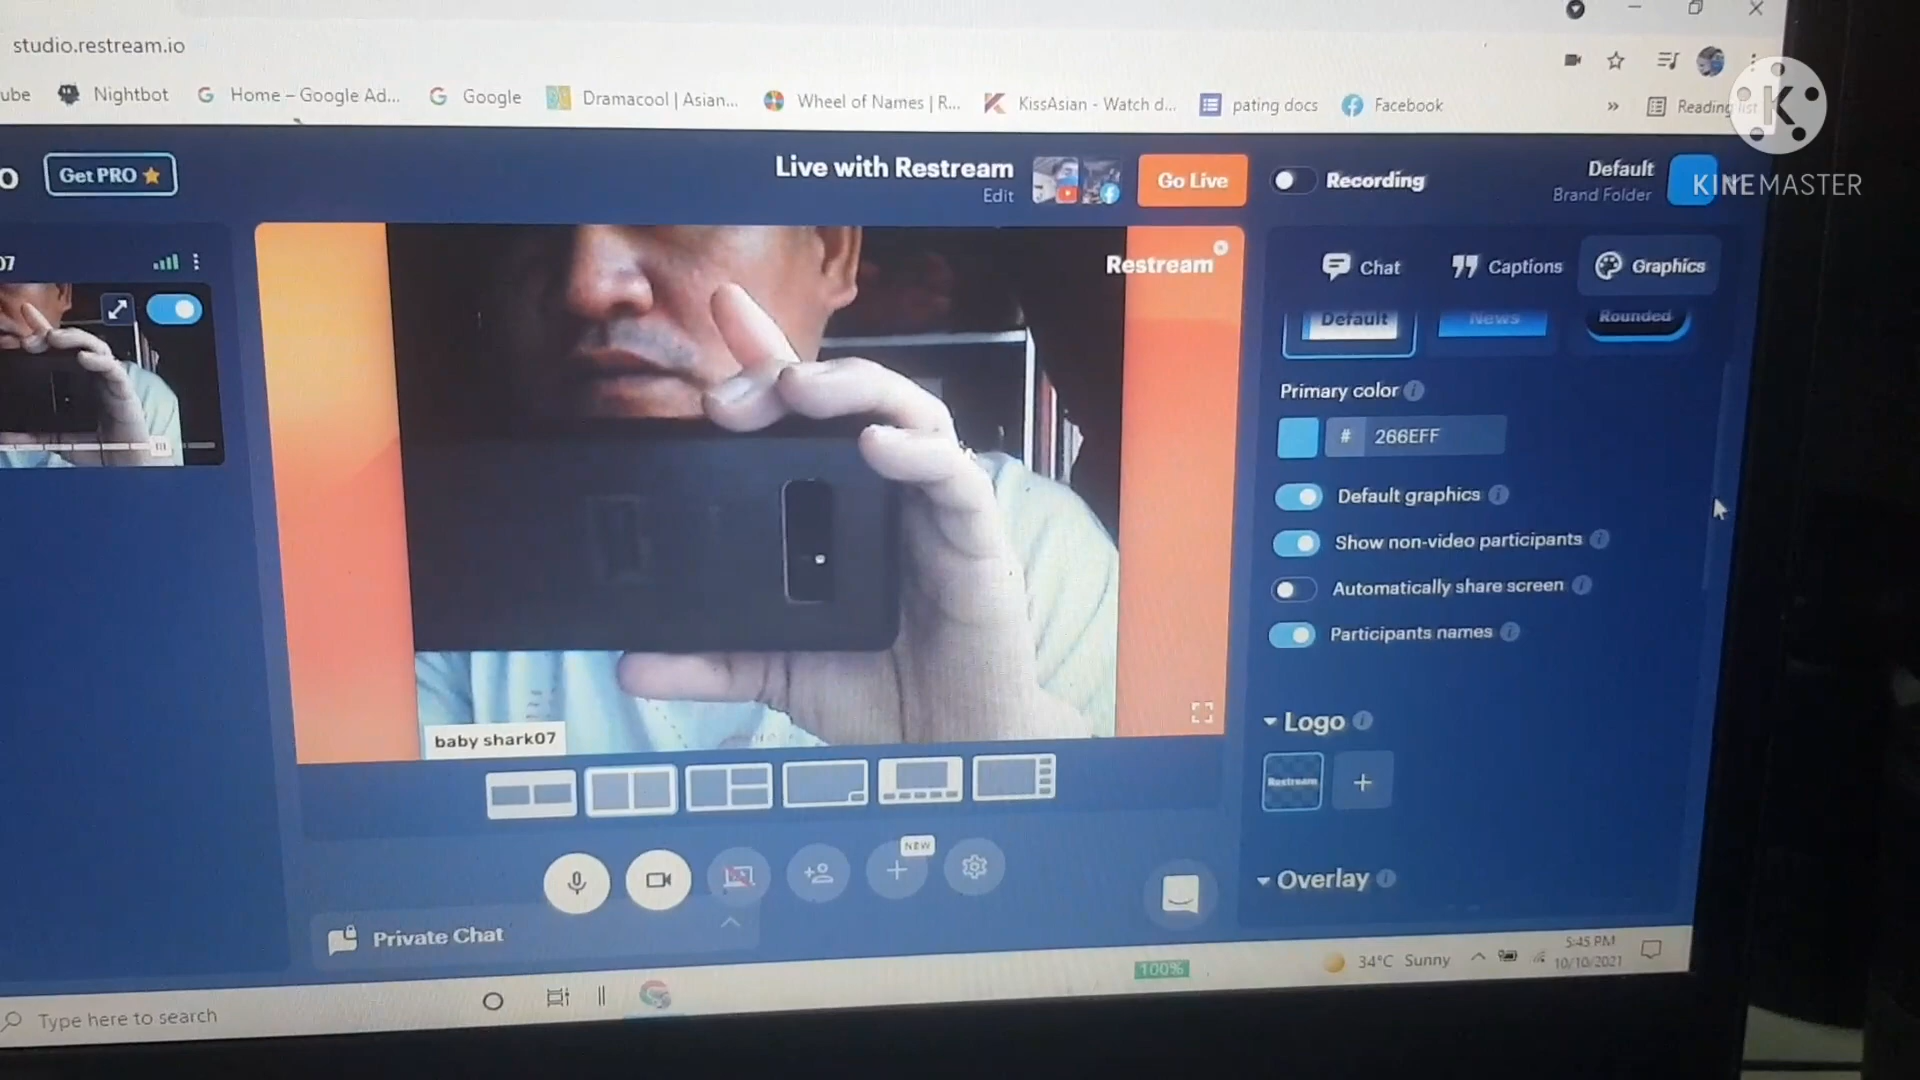 studio.restream.io
ube Nightbot Home – Google Ad... Google Dramacool | Asian... Wheel of Names | R... KissAsian - Watch d... pating docs Facebook » Reading list
KINEMASTER
Get PRO
Live with Restream
Edit
Go Live
Recording
Default
Brand Folder
07
Restream
Chat
Captions
Graphics
Default
News
Rounded
Primary color
# 266EFF
Default graphics
Show non-video participants
Automatically share screen
Participants names
baby shark07
Logo
Restream
+
NEW
Overlay
Private Chat
100%
34°C Sunny
5:45 PM
10/10/2021
Type here to search